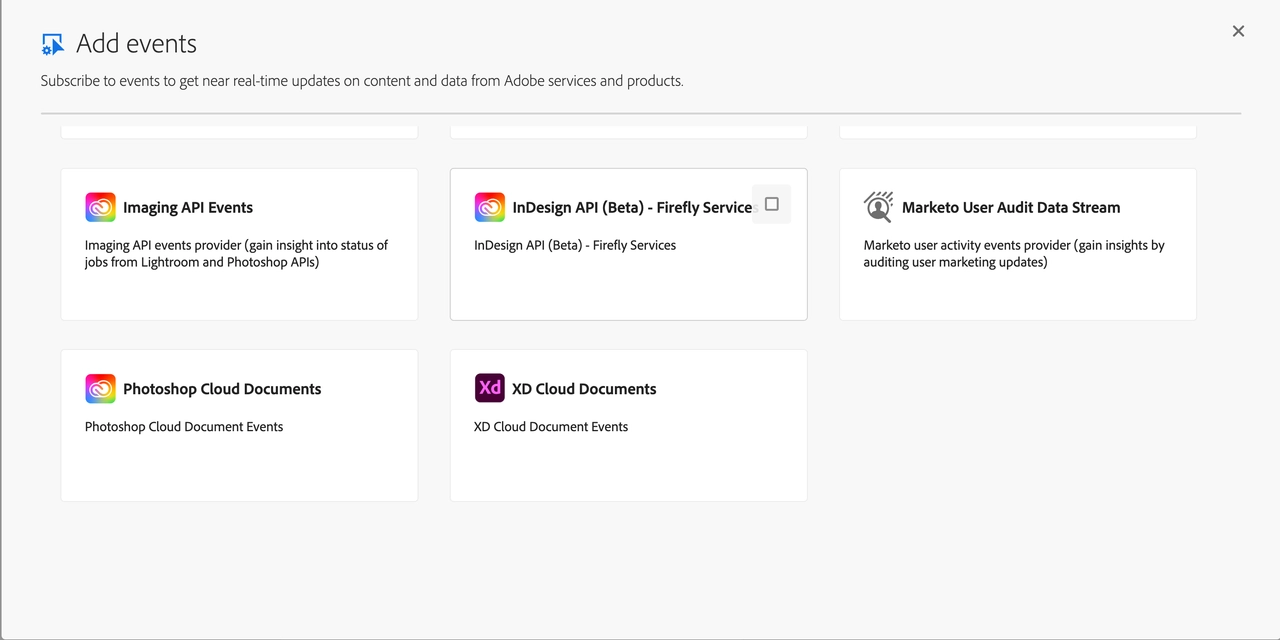 Add events
Subscribe to events to get near real-time updates on content and data from Adobe services and products.
Imaging API Events
Imaging API events provider (gain insight into status of
jobs from Lightroom and Photoshop APIs)
InDesign API (Beta) - Firefly Service
InDesign API (Beta) - Firefly Services
Marketo User Audit Data Stream
Marketo user activity events provider (gain insights by
auditing user marketing updates)
Photoshop Cloud Documents
Photoshop Cloud Document Events
Xd XD Cloud Documents
XD Cloud Document Events